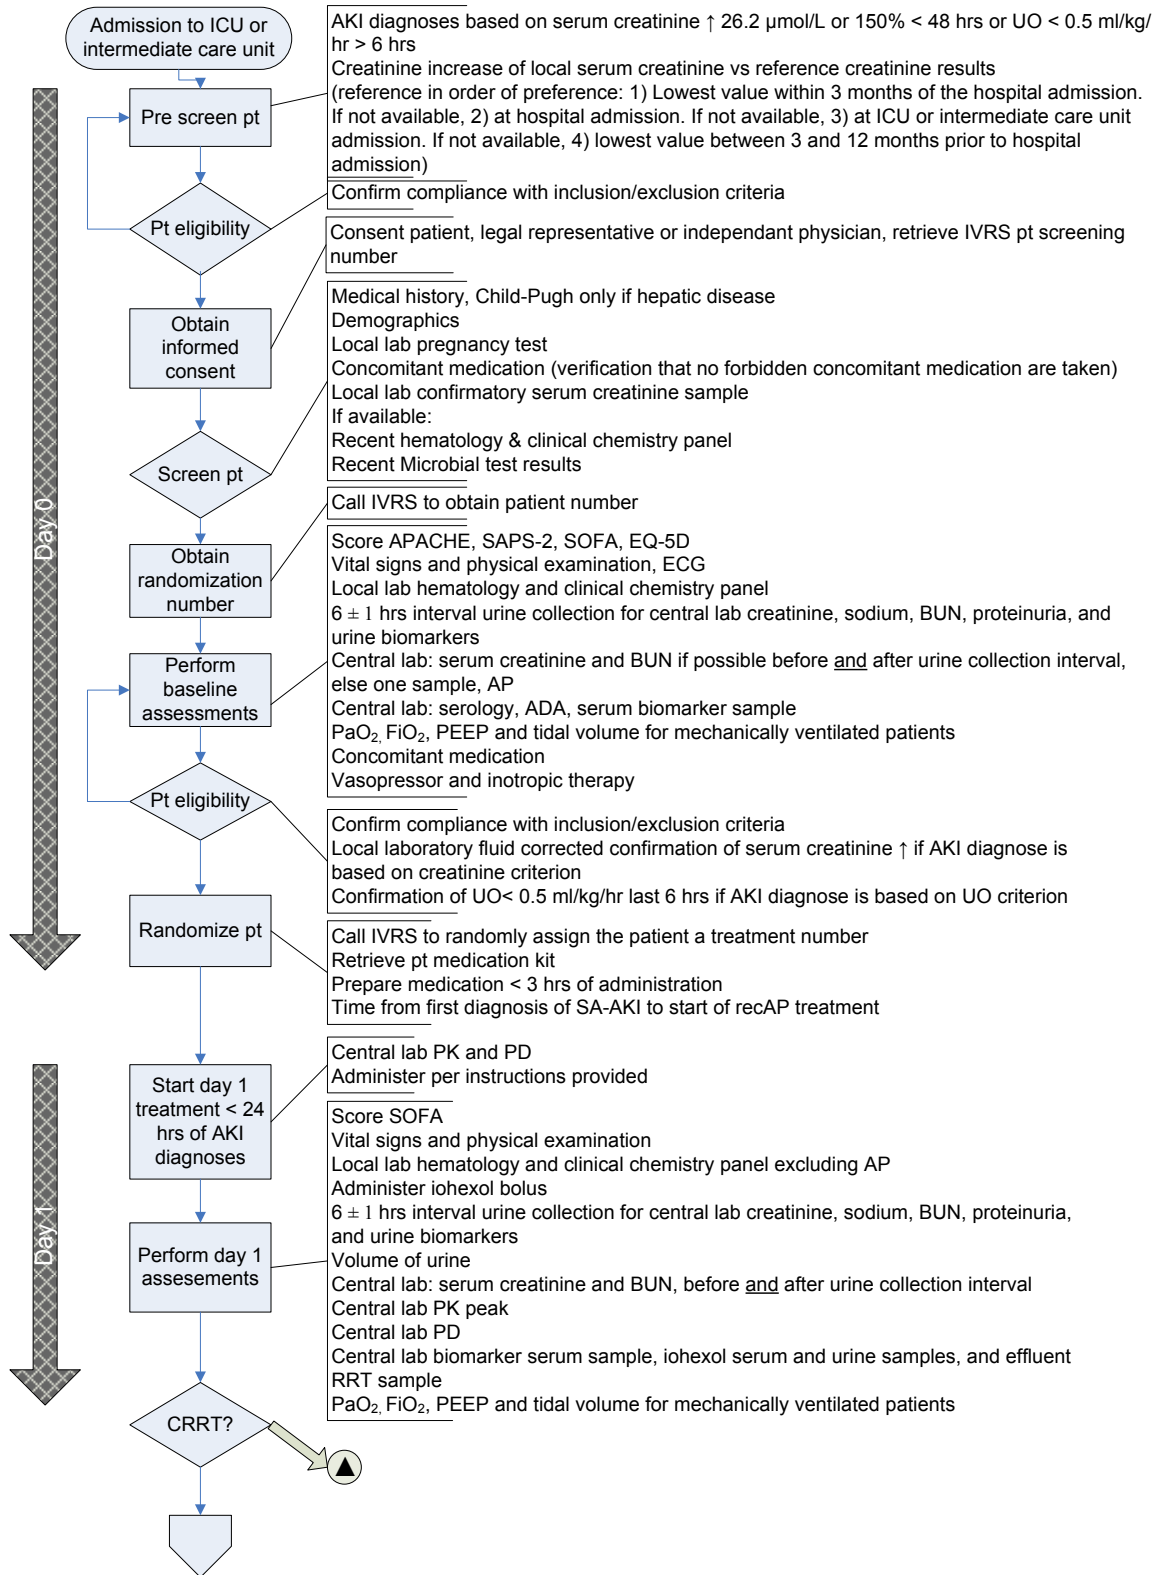 Admission to ICU or
intermediate care unit
AKI diagnoses based on serum creatinine ↑ 26.2 µmol/L or 150% < 48 hrs or UO < 0.5 ml/kg/
hr > 6 hrs
Creatinine increase of local serum creatinine vs reference creatinine results
(reference in order of preference: 1) Lowest value within 3 months of the hospital admission.
If not available, 2) at hospital admission. If not available, 3) at ICU or intermediate care unit
admission. If not available, 4) lowest value between 3 and 12 months prior to hospital
admission)
Pre screen pt
Confirm compliance with inclusion/exclusion criteria
Pt eligibility
Consent patient, legal representative or independant physician, retrieve IVRS pt screening
number
Obtain
informed
consent
Medical history, Child-Pugh only if hepatic disease
Demographics
Local lab pregnancy test
Concomitant medication (verification that no forbidden concomitant medication are taken)
Local lab confirmatory serum creatinine sample
If available:
Recent hematology & clinical chemistry panel
Recent Microbial test results
Screen pt
Day 0
Call IVRS to obtain patient number
Obtain
randomization
number
Score APACHE, SAPS-2, SOFA, EQ-5D
Vital signs and physical examination, ECG
Local lab hematology and clinical chemistry panel
6 ± 1 hrs interval urine collection for central lab creatinine, sodium, BUN, proteinuria, and
urine biomarkers
Central lab: serum creatinine and BUN if possible before and after urine collection interval,
else one sample, AP
Central lab: serology, ADA, serum biomarker sample
PaO2, FiO2, PEEP and tidal volume for mechanically ventilated patients
Concomitant medication
Vasopressor and inotropic therapy
Perform
baseline
assessments
Pt eligibility
Confirm compliance with inclusion/exclusion criteria
Local laboratory fluid corrected confirmation of serum creatinine ↑ if AKI diagnose is
based on creatinine criterion
Confirmation of UO< 0.5 ml/kg/hr last 6 hrs if AKI diagnose is based on UO criterion
Randomize pt
Call IVRS to randomly assign the patient a treatment number
Retrieve pt medication kit
Prepare medication < 3 hrs of administration
Time from first diagnosis of SA-AKI to start of recAP treatment
Central lab PK and PD
Administer per instructions provided
Start day 1
treatment < 24
hrs of AKI
diagnoses
Day 1
Score SOFA
Vital signs and physical examination
Local lab hematology and clinical chemistry panel excluding AP
Administer iohexol bolus
6 ± 1 hrs interval urine collection for central lab creatinine, sodium, BUN, proteinuria,
and urine biomarkers
Volume of urine
Central lab: serum creatinine and BUN, before and after urine collection interval
Central lab PK peak
Central lab PD
Central lab biomarker serum sample, iohexol serum and urine samples, and effluent
RRT sample
PaO2, FiO2, PEEP and tidal volume for mechanically ventilated patients
Perform day 1
assesements
CRRT?